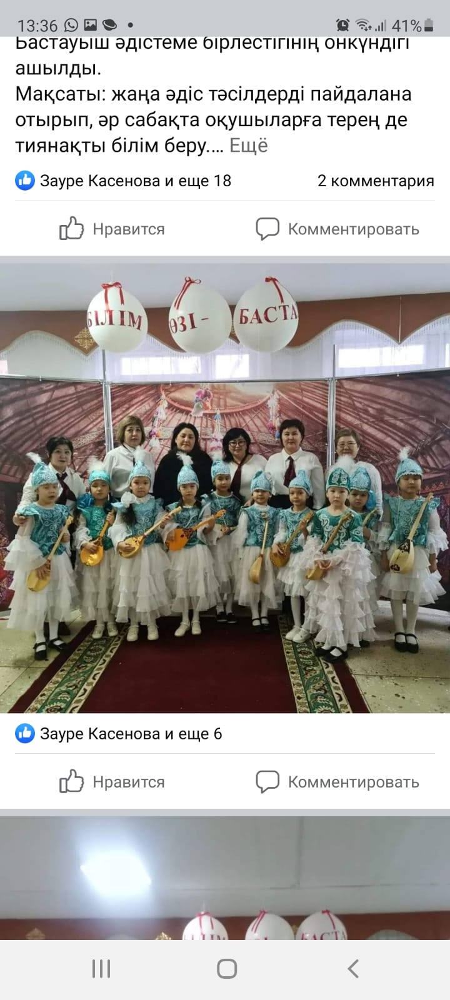 13:36
41%
Бастауыш әдістеме бірлестігінің онкүндігі
ашылды.
Мақсаты: жаңа әдіс тәсілдерді пайдалана
отырып, әр сабақта оқушыларға терең де
тиянақты білім беру.... Ещё
Зауре Касенова и еще 18
2 комментария
Нравится
Комментировать
БІЛІМ
ӨЗІ-
БАСТА
Зауре Касенова и еще 6
Нравится
Комментировать
БАСТА